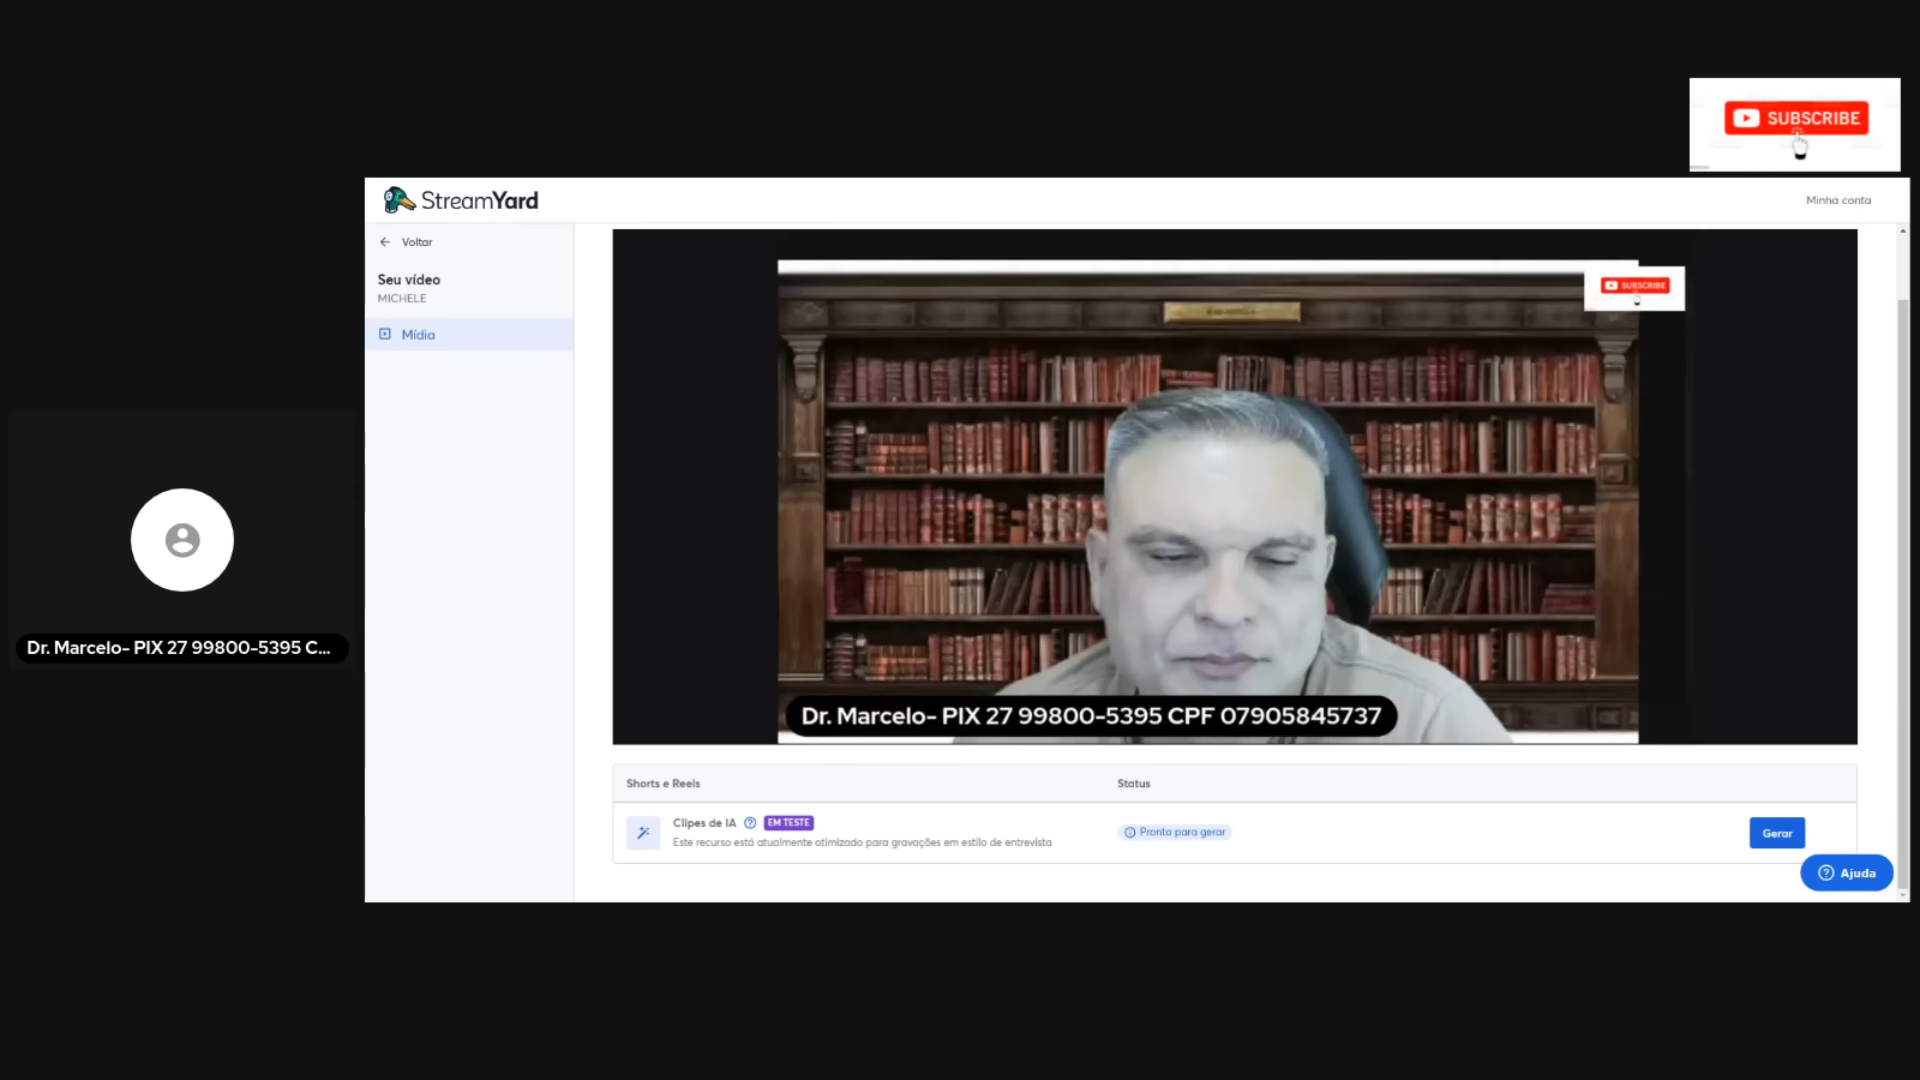 SUBSCRIBE
StreamYard
Minha conta
Voltar
Seu vídeo
MICHELE
Mídia
SUBSCRIBE
Dr. Marcelo- PIX 27 99800-5395 C...
Dr. Marcelo- PIX 27 99800-5395 CPF 07905845737
Shorts e Reels
Status
Clipes de IA
EM TESTE
Este recurso está atualmente otimizado para gravações em estilo de entrevista
Pronto para gerar
Gerar
Ajuda